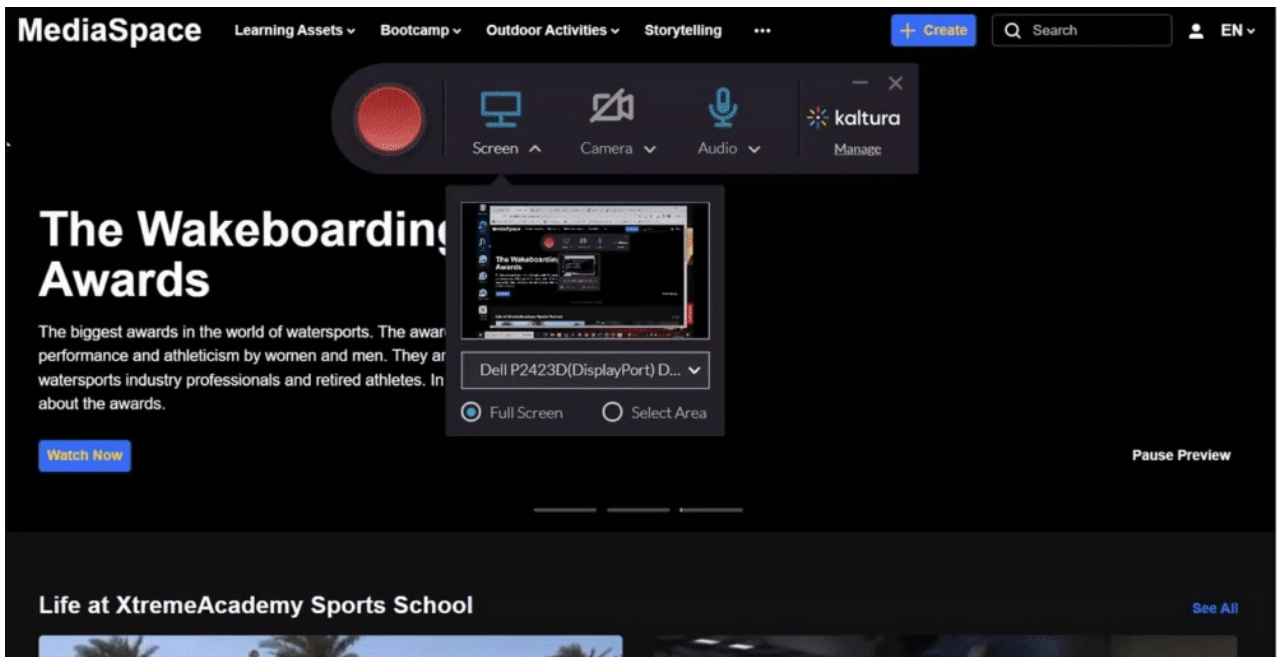 MediaSpace
Learning Assets
Bootcamp
Outdoor Activities
Storytelling
•••
+ Create
Search
EN
Screen
Camera
Audio
kaltura
Manage
The Wakeboarding
Awards
The biggest awards in the world of watersports. The
performance and athleticism by women and men. They
watersports industry professionals and retired athletes. In
about the awards.
Dell P2423D(DisplayPort) D...
Full Screen
Select Area
Watch Now
Pause Preview
Life at XtremeAcademy Sports School
See All